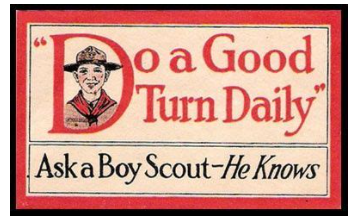 "Do a Good
Turn Daily"
Ask a Boy Scout-He Knows